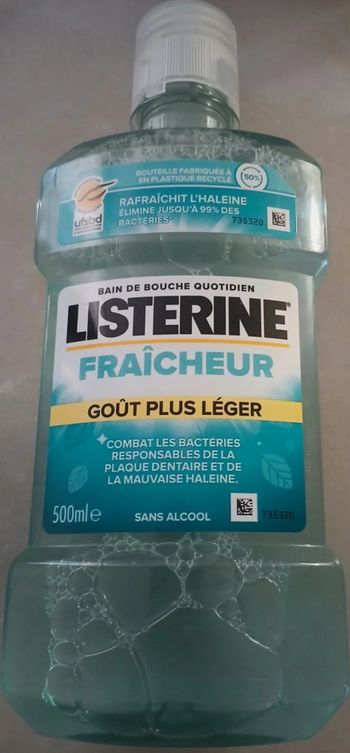 BOUTEILLE FABRIQUÉE À
EN PLASTIQUE RECYCLÉ
50%
ufsbd
RAFRAÎCHIT L'HALEINE
ÉLIMINE JUSQU'À 99% DES
BACTÉRIES
735320
BAIN DE BOUCHE QUOTIDIEN
LISTERINE®
FRAÎCHEUR
GOÛT PLUS LÉGER
COMBAT LES BACTÉRIES
RESPONSABLES DE LA
PLAQUE DENTAIRE ET DE
LA MAUVAISE HALEINE.
500ml e
SANS ALCOOL
735320